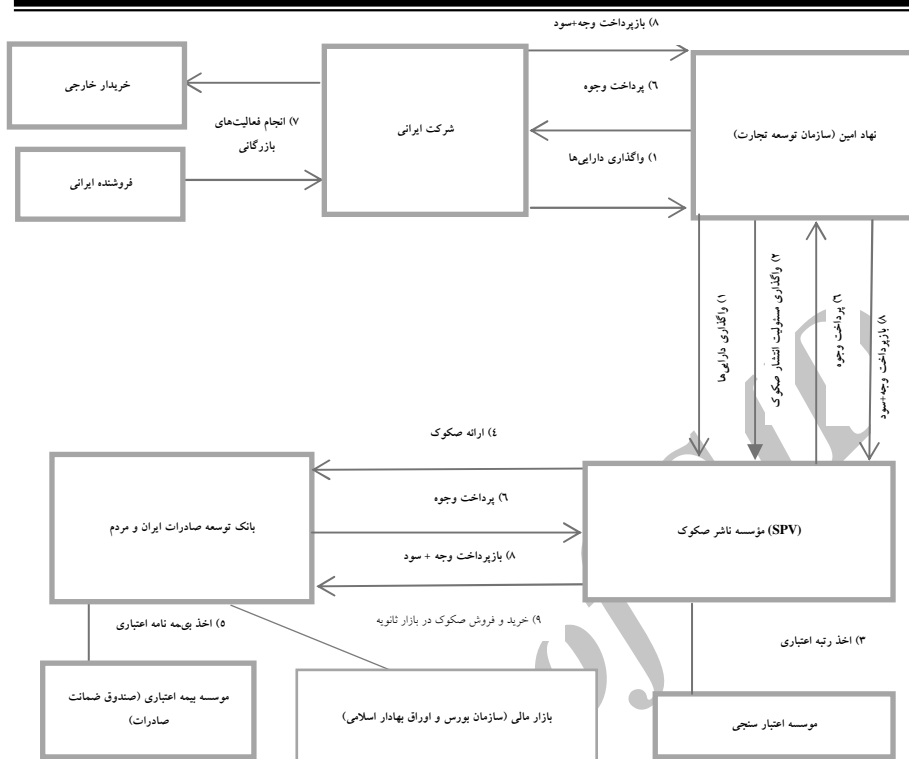 ۸) بازپرداخت وجه+سود
خریدار خارجی
شرکت ایرانی
نهاد امین (سازمان توسعه تجارت)
۶) پرداخت وجوه
۷) انجام فعالیت‌های
بازرگانی
۱) واگذاری دارایی‌ها
فروشنده ایرانی
۱) واگذاری دارایی‌ها
۲) واگذاری مسئولیت انتشار صکوک
۶) پرداخت وجوه
۸) بازپرداخت وجه+سود
۴) ارائه صکوک
بانک توسعه صادرات ایران و مردم
۶) پرداخت وجوه
(SPV) مؤسسه ناشر صکوک
۸) بازپرداخت وجه + سود
۹) خرید و فروش صکوک در بازار ثانویه
۵) اخذ بیمه نامه اعتباری
۳) اخذ رتبه اعتباری
موسسه بیمه اعتباری (صندوق ضمانت
صادرات)
بازار مالی (سازمان بورس و اوراق بهادار اسلامی)
موسسه اعتبار سنجی